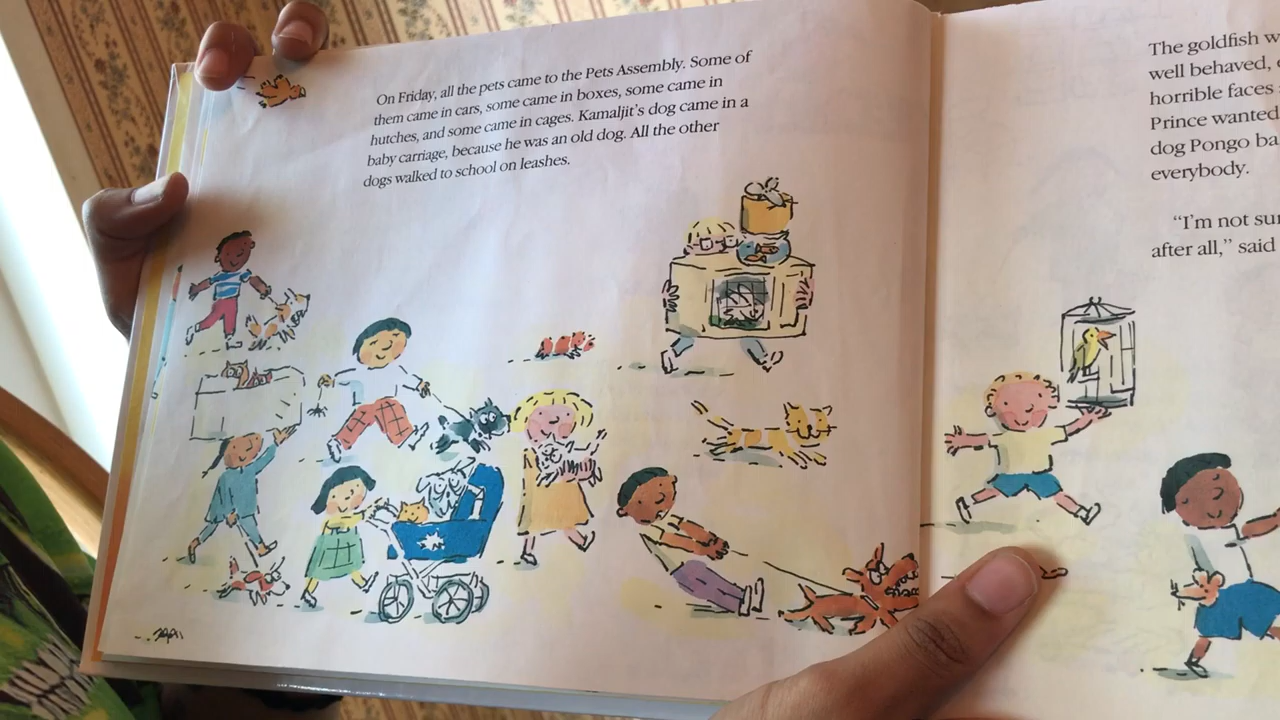 On Friday, all the pets came to the Pets Assembly. Some of
them came in cars, some came in boxes, some came in
hutches, and some came in cages. Kamaljit's dog came in a
baby carriage, because he was an old dog. All the other
dogs walked to school on leashes.
The goldfish
well behaved,
horrible faces
Prince wanted
dog Pongo
everybody.
“I'm not
after all,” said